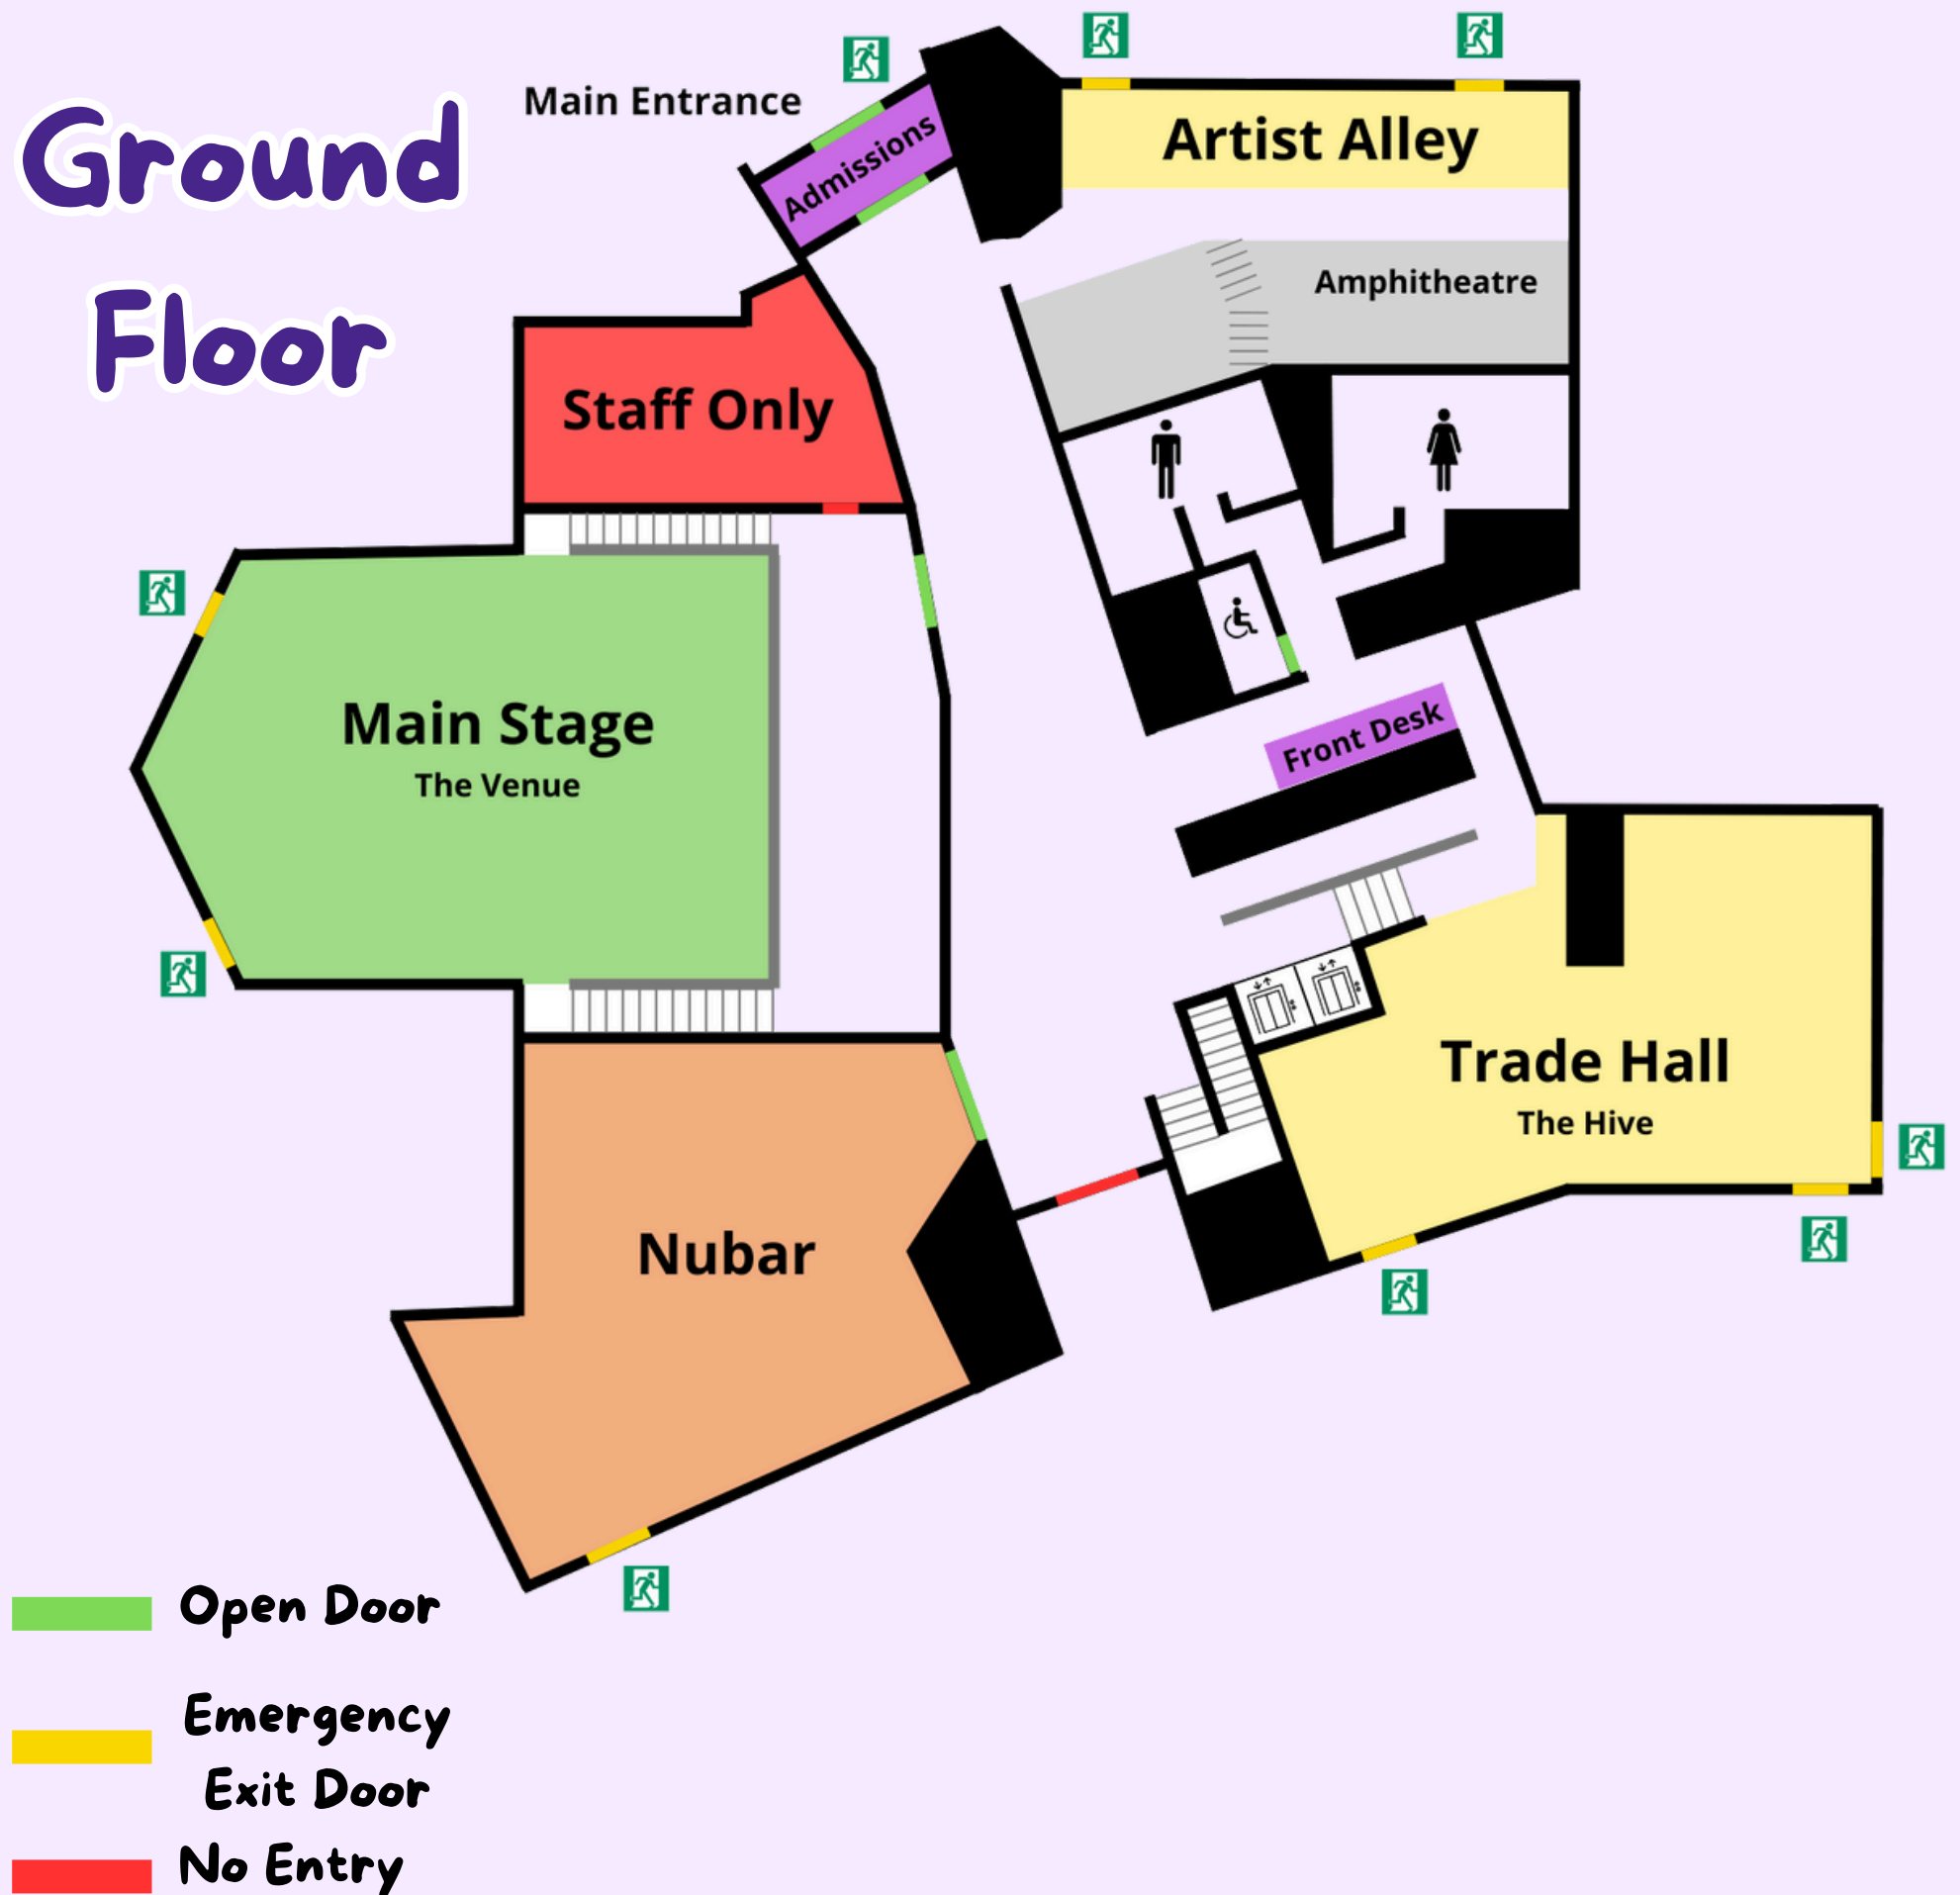 Ground
Floor
Main Entrance
Admissions
Artist Alley
Amphitheatre
Staff Only
Main Stage
The Venue
Front Desk
Trade Hall
The Hive
Nubar
Open Door
Emergency
Exit Door
No Entry